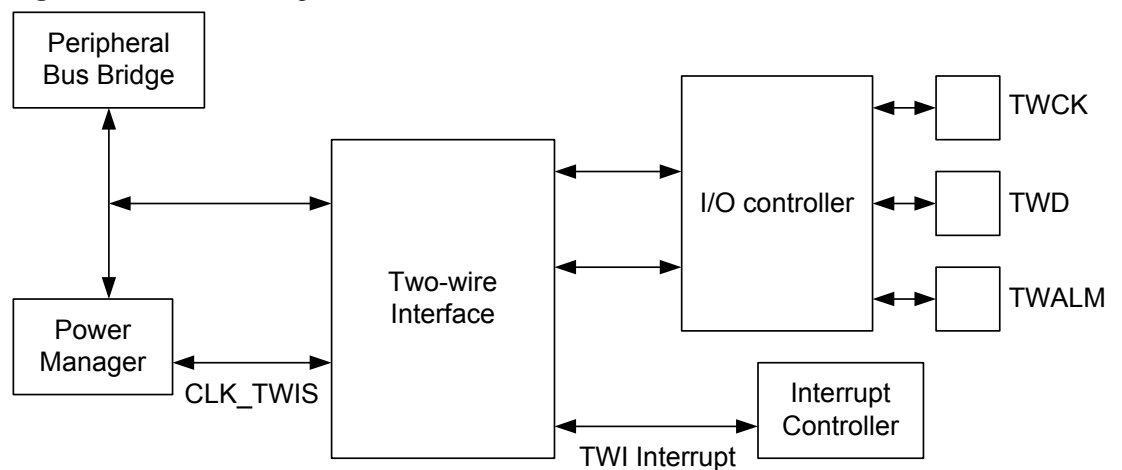 Peripheral
Bus Bridge
TWCK
I/O controller
TWD
Two-wire
Interface
TWALM
Power
Manager
CLK_TWIS
Interrupt
Controller
TWI Interrupt